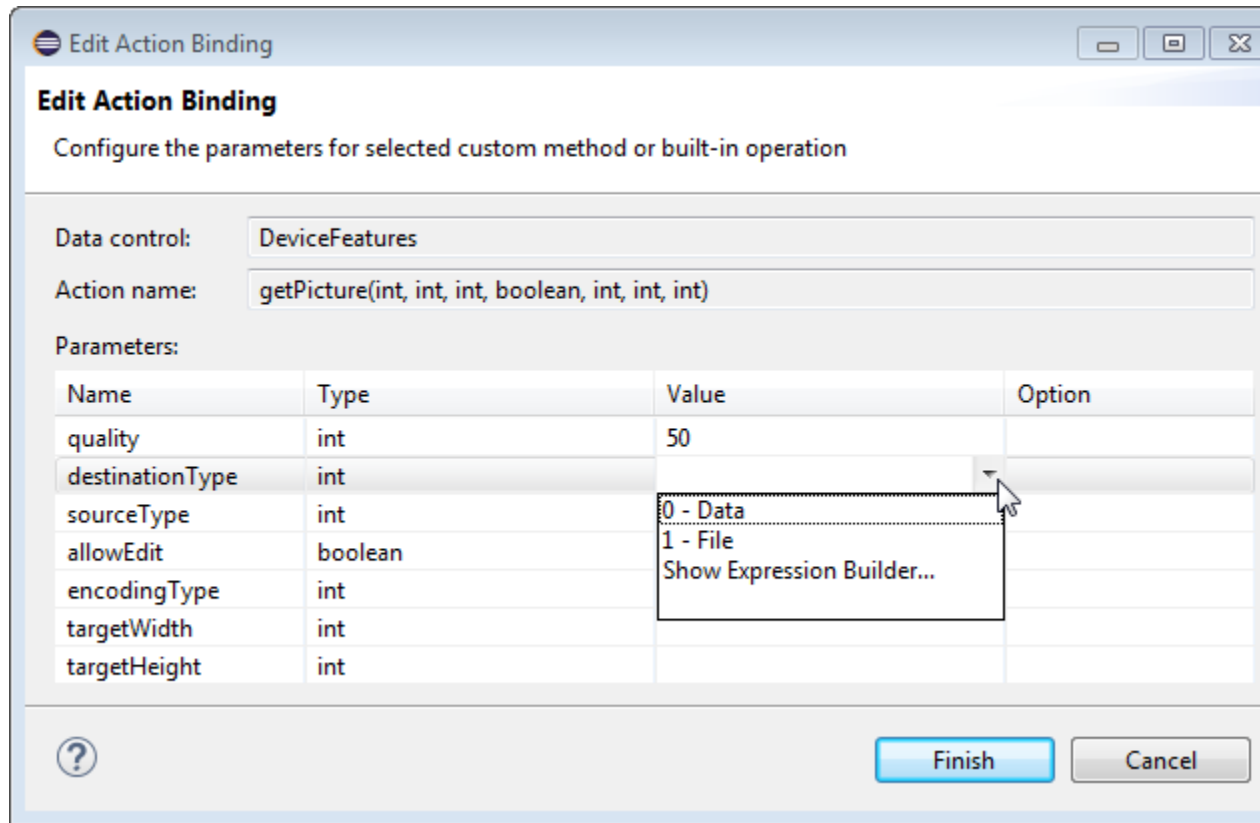 Edit Action Binding
Edit Action Binding
Configure the parameters for selected custom method or built-in operation
Data control: DeviceFeatures
Action name: getPicture(int, int, int, boolean, int, int, int)
Parameters:
Name Type Value Option
quality int 50
destinationType int
sourceType int 0 - Data
allowEdit boolean 1 - File
encodingType int Show Expression Builder...
targetWidth int
targetHeight int
? Finish Cancel